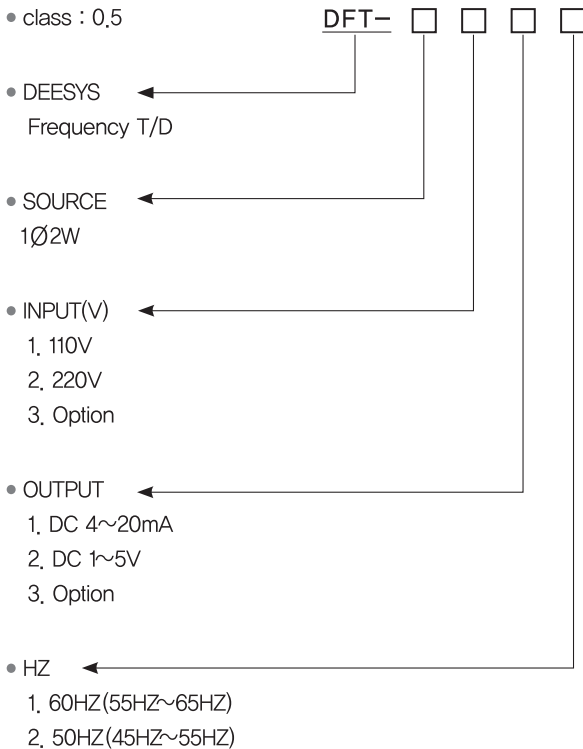 • class : 0.5
DFT- □ □ □ □
• DEESYS
Frequency T/D
• SOURCE
1Ø2W
• INPUT(V)
1. 110V
2. 220V
3. Option
• OUTPUT
1. DC 4~20mA
2. DC 1~5V
3. Option
• HZ
1. 60HZ(55HZ~65HZ)
2. 50HZ(45HZ~55HZ)